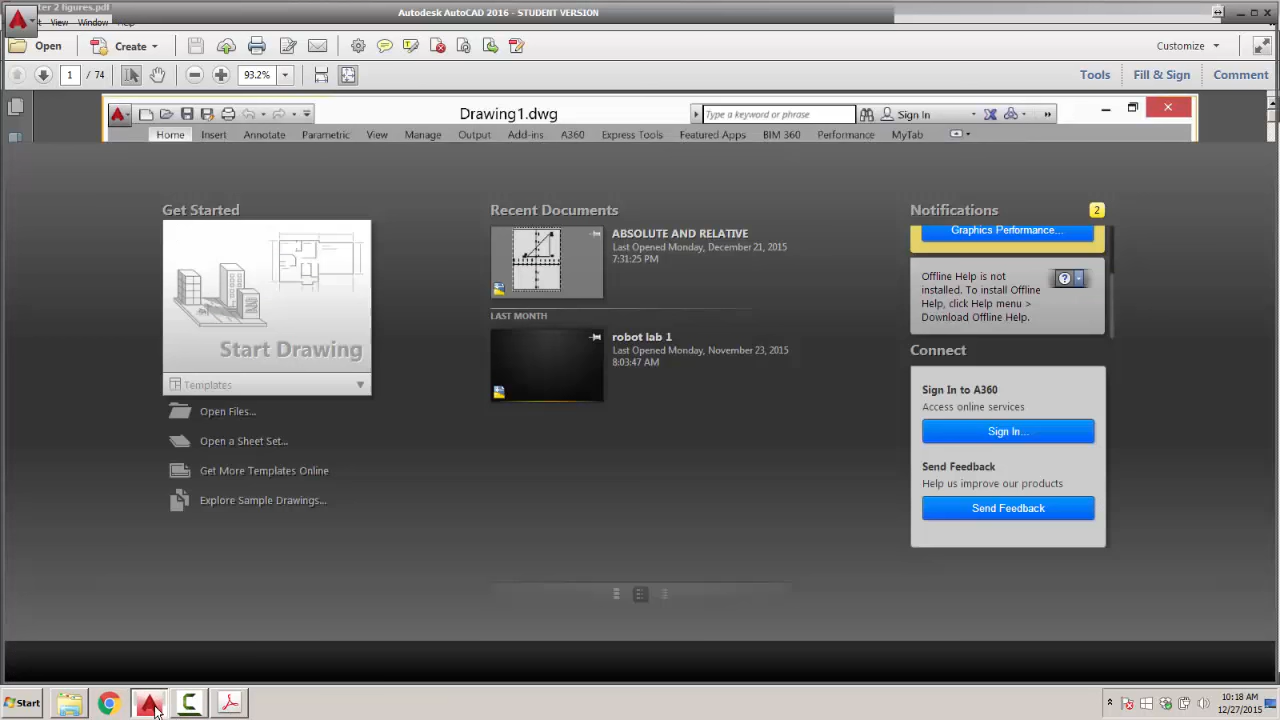 ter 2 figures.pdf
Autodesk AutoCAD 2016 - STUDENT VERSION
View Window Help
Open Create Customize
1 / 74 93.2% Tools Fill & Sign Comment
Drawing1.dwg Type a keyword or phrase Sign In
Home Insert Annotate Parametric View Manage Output Add-ins A360 Express Tools Featured Apps BIM 360 Performance MyTab
Get Started
Start Drawing
Templates
Open Files...
Open a Sheet Set...
Get More Templates Online
Explore Sample Drawings...
Recent Documents
ABSOLUTE AND RELATIVE
Last Opened Monday, December 21, 2015
7:31:25 PM
LAST MONTH
robot lab 1
Last Opened Monday, November 23, 2015
8:03:47 AM
Notifications 2
Graphics Performance...
Offline Help is not
installed. To install Offline
Help, click Help menu >
Download Offline Help.
Connect
Sign In to A360
Access online services
Sign In...
Send Feedback
Help us improve our products
Send Feedback
Start
10:18 AM
12/27/2015